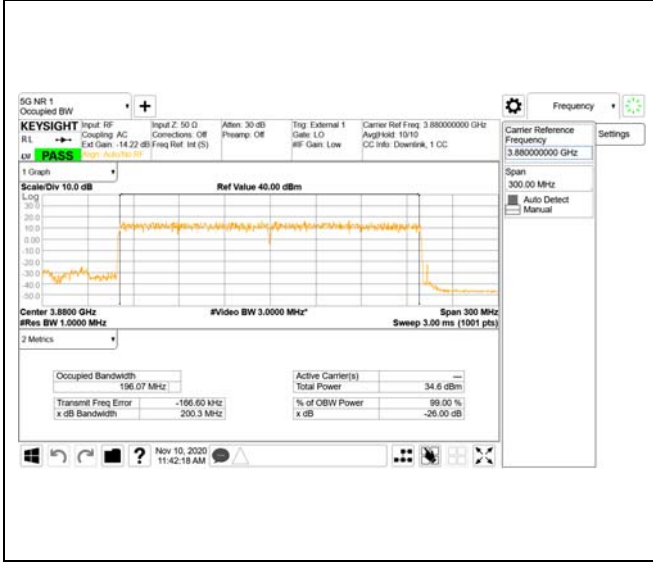 5G NR 1
Occupied BW
Frequency
KEYSIGHT
Input: RF
Input Z: 50 Ω
Atten: 30 dB
Trig: External 1
Carrier Ref Freq: 3.880000000 GHz
R L
Coupling: AC
Corrections: Off
Preamp: Off
Gate: LO
Avg|Hold: 10/10
Ext Gain: -14.22 dB
Freq Ref: Int (S)
#IF Gain: Low
CC Info: Downlink, 1 CC
LW
PASS
Align: Auto/No RF
Carrier Reference
Frequency
3.880000000 GHz
Settings
Span
300.00 MHz
Auto Detect
Manual
1 Graph
Scale/Div 10.0 dB
Ref Value 40.00 dBm
Log
30.0
20.0
10.0
0.00
-10.0
-20.0
-30.0
-40.0
-50.0
Center 3.8800 GHz
#Video BW 3.0000 MHz*
Span 300 MHz
#Res BW 1.0000 MHz
Sweep 3.00 ms (1001 pts)
2 Metrics
Occupied Bandwidth
196.07 MHz
Active Carrier(s)
---
Total Power
34.6 dBm
Transmit Freq Error
-166.60 kHz
% of OBW Power
99.00 %
x dB Bandwidth
200.3 MHz
x dB
-26.00 dB
?
Nov 10, 2020
11:42:18 AM